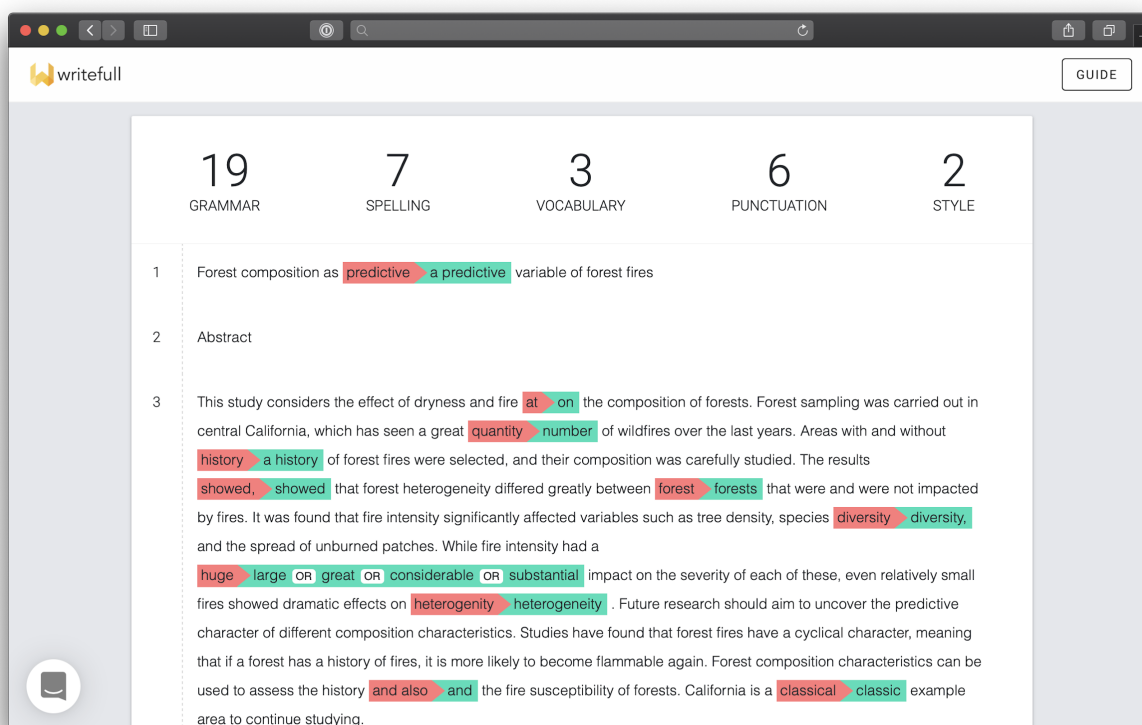 writefull
GUIDE
19 7 3 6 2
GRAMMAR SPELLING VOCABULARY PUNCTUATION STYLE
1 Forest composition as predictive a predictive variable of forest fires
2 Abstract
3 This study considers the effect of dryness and fire at on the composition of forests. Forest sampling was carried out in
central California, which has seen a great quantity number of wildfires over the last years. Areas with and without
history a history of forest fires were selected, and their composition was carefully studied. The results
showed, showed that forest heterogeneity differed greatly between forest forests that were and were not impacted
by fires. It was found that fire intensity significantly affected variables such as tree density, species diversity diversity,
and the spread of unburned patches. While fire intensity had a
huge large OR great OR considerable OR substantial impact on the severity of each of these, even relatively small
fires showed dramatic effects on heterogenity heterogeneity . Future research should aim to uncover the predictive
character of different composition characteristics. Studies have found that forest fires have a cyclical character, meaning
that if a forest has a history of fires, it is more likely to become flammable again. Forest composition characteristics can be
used to assess the history and also and the fire susceptibility of forests. California is a classical classic example
area to continue studying.